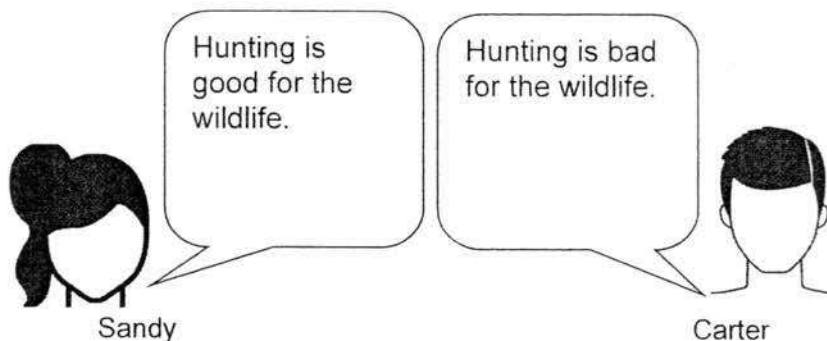 Hunting is
good for the
wildlife.
Hunting is bad
for the wildlife.
Sandy
Carter